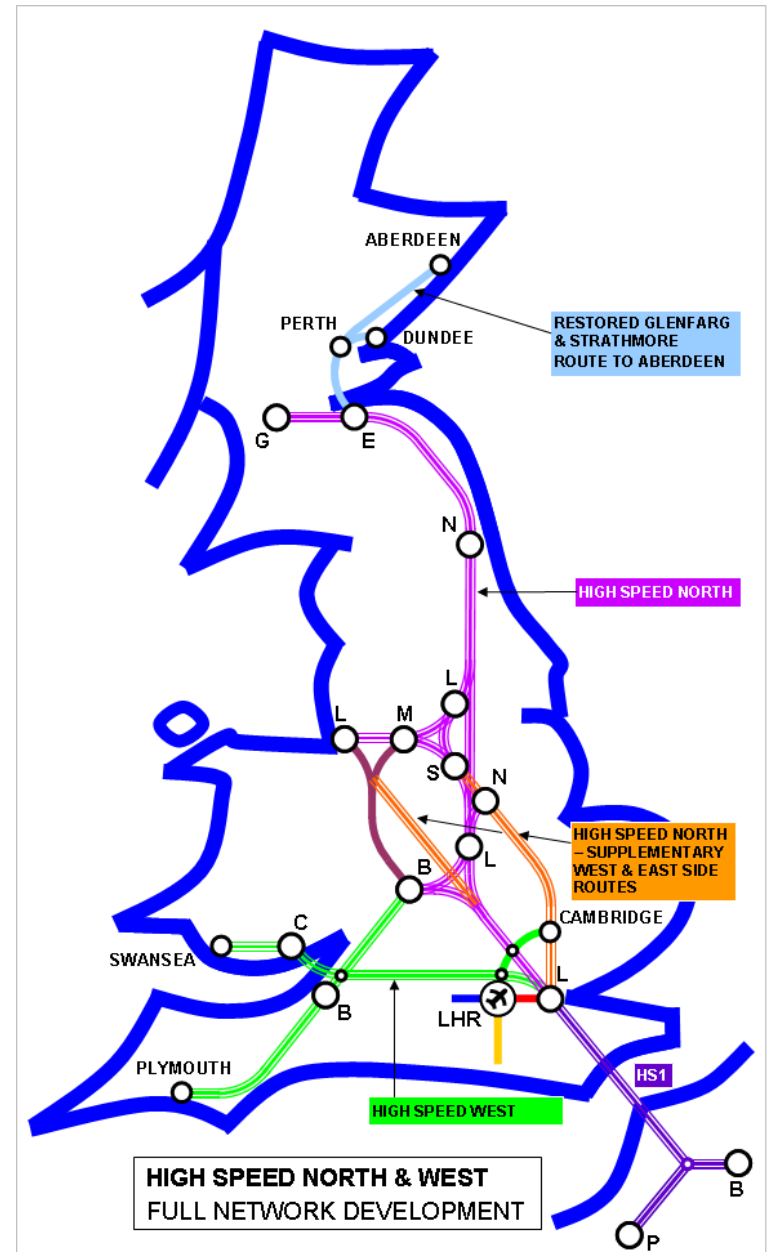 ABERDEEN
PERTH
DUNDEE
RESTORED GLENFARG
& STRATHMORE
ROUTE TO ABERDEEN
G
E
N
HIGH SPEED NORTH
L
L
M
S
N
HIGH SPEED NORTH
– SUPPLEMENTARY
WEST & EAST SIDE
ROUTES
L
B
CAMBRIDGE
C
SWANSEA
L
B
LHR
PLYMOUTH
HS1
HIGH SPEED WEST
HIGH SPEED NORTH & WEST
FULL NETWORK DEVELOPMENT
B
P